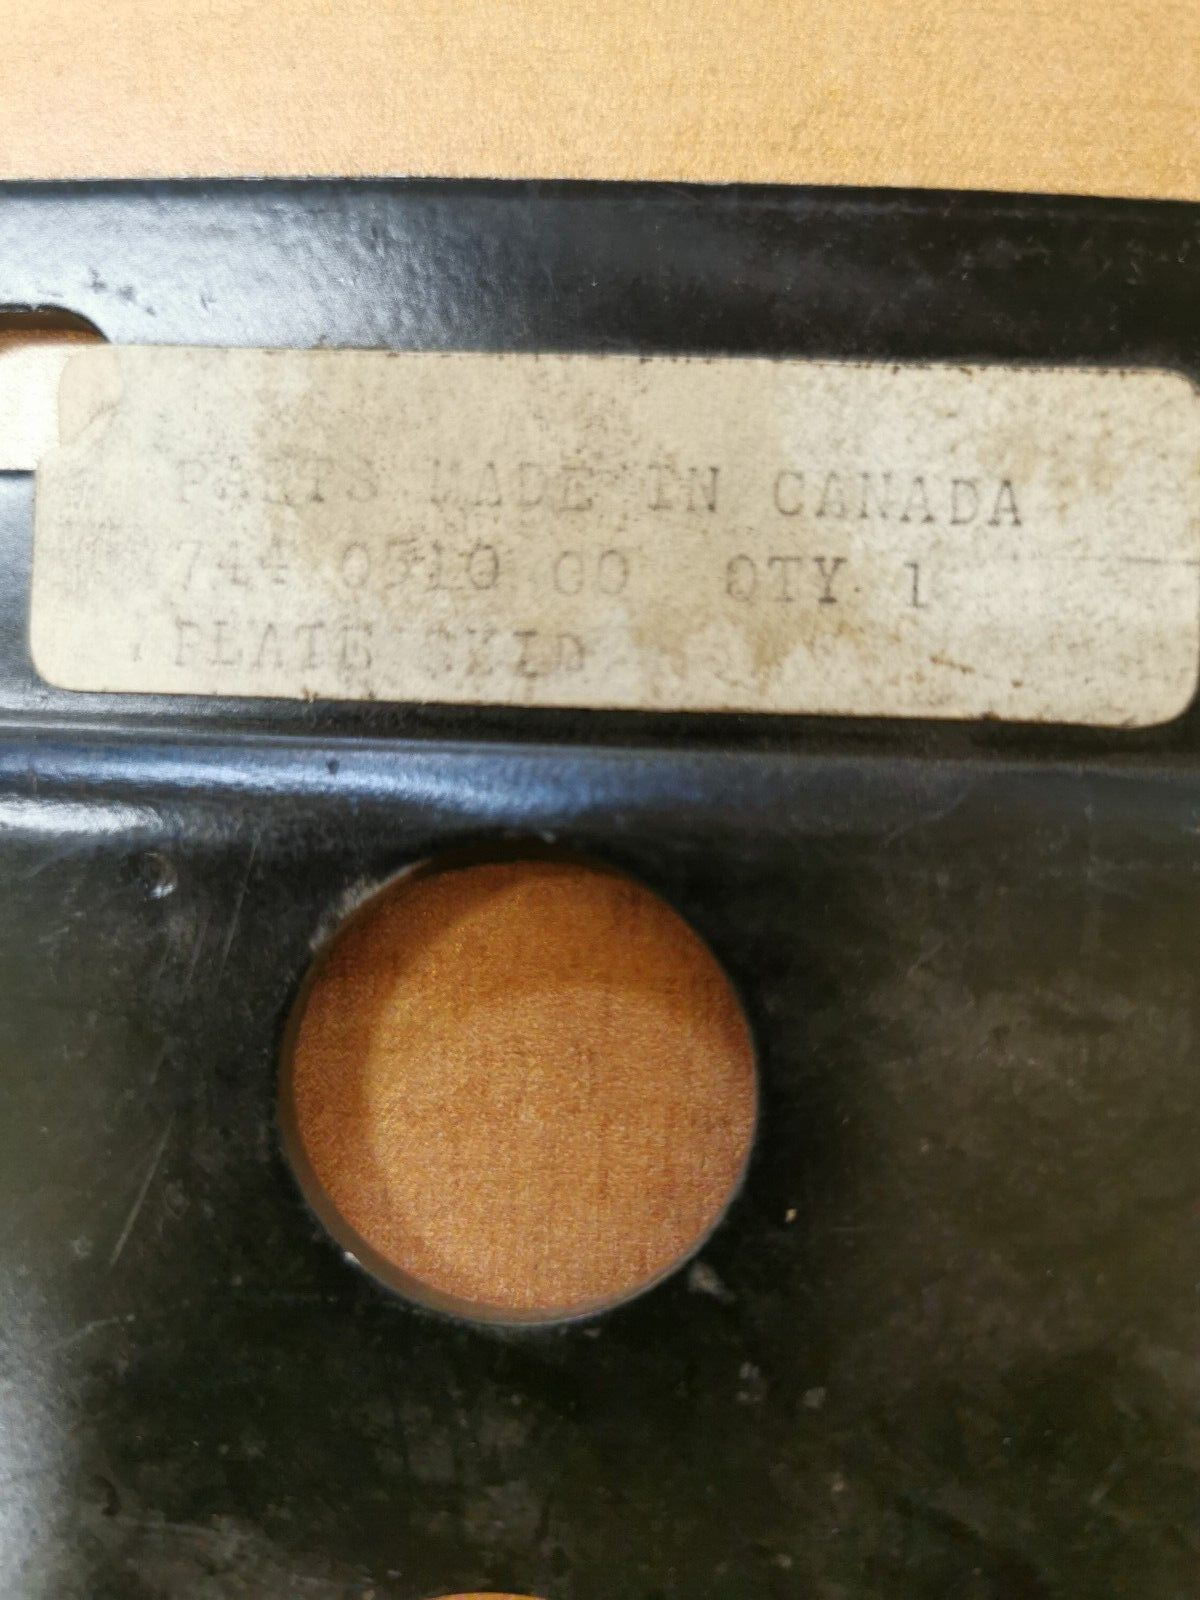 PARTS MADE IN CANADA
744 0510 00 QTY 1
PLATE SKID